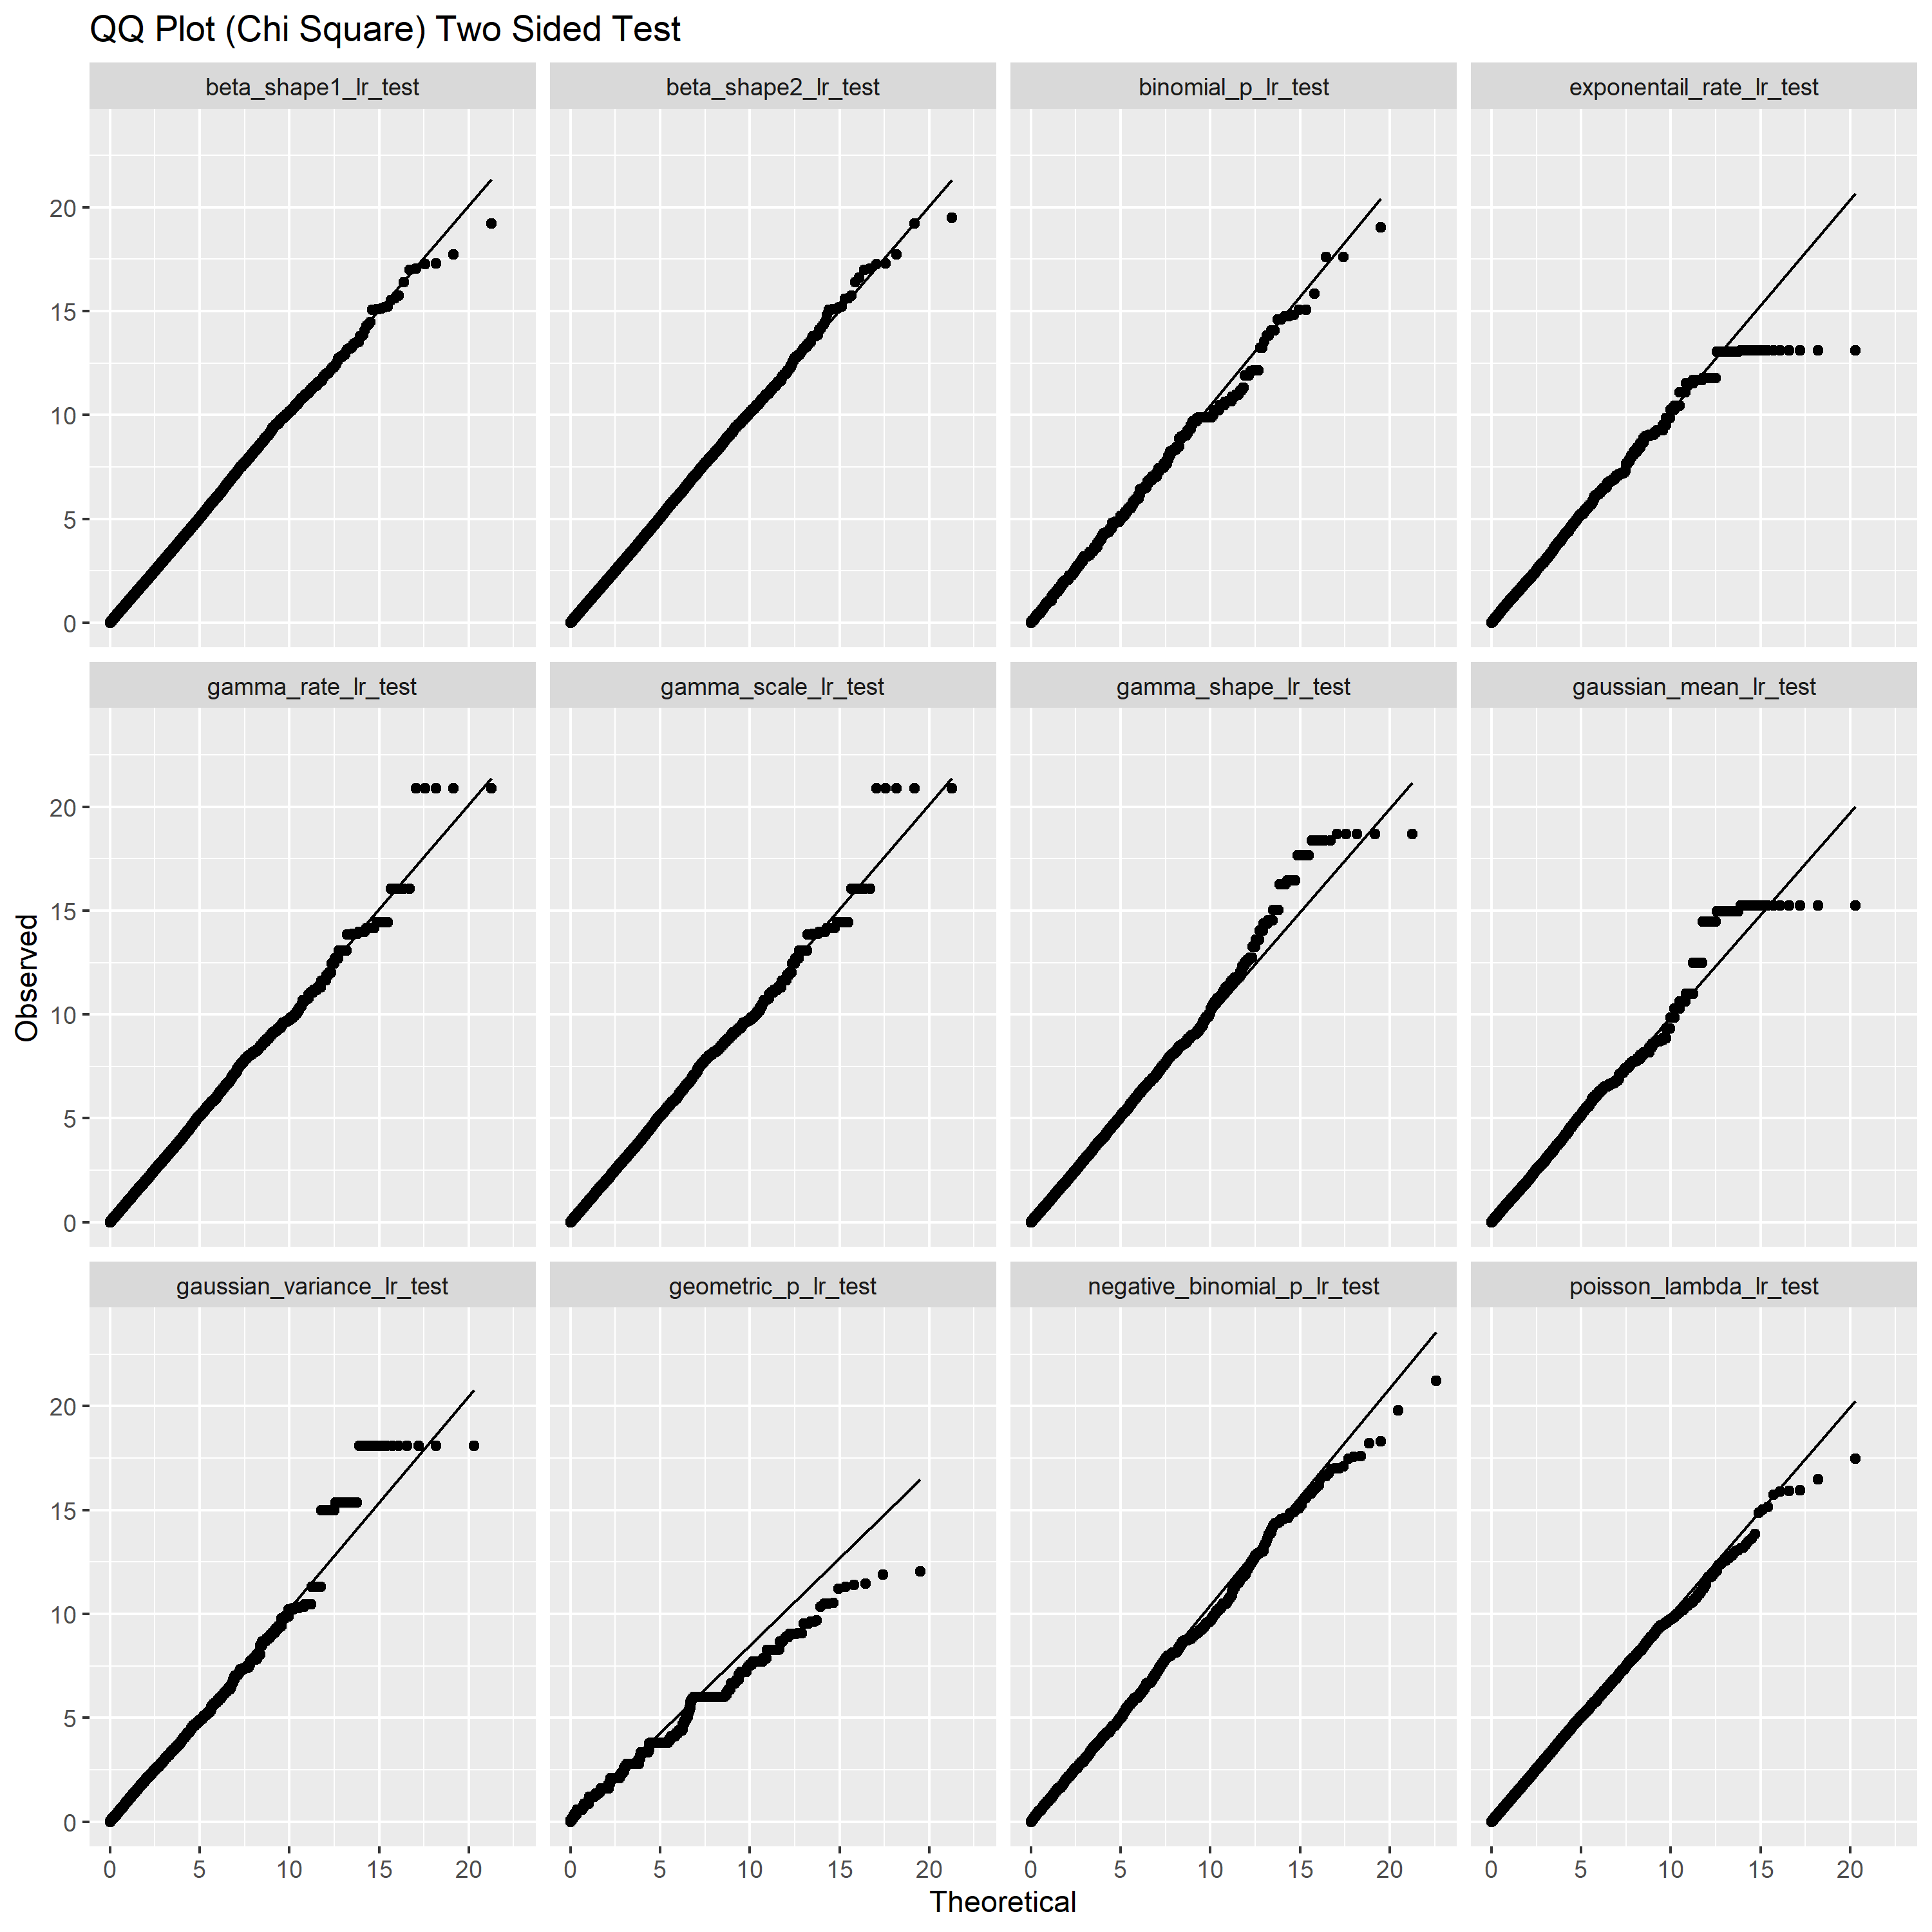 QQ Plot (Chi Square) Two Sided Test
beta_shape1_lr_test beta_shape2_lr_test binomial_p_lr_test exponentail_rate_lr_test
20
15
10
5
0
gamma_rate_lr_test gamma_scale_lr_test gamma_shape_lr_test gaussian_mean_lr_test
20
15
10
5
0
Observed
gaussian_variance_lr_test geometric_p_lr_test negative_binomial_p_lr_test poisson_lambda_lr_test
20
15
10
5
0
0 5 10 15 20 0 5 10 15 20 0 5 10 15 20 0 5 10 15 20
Theoretical